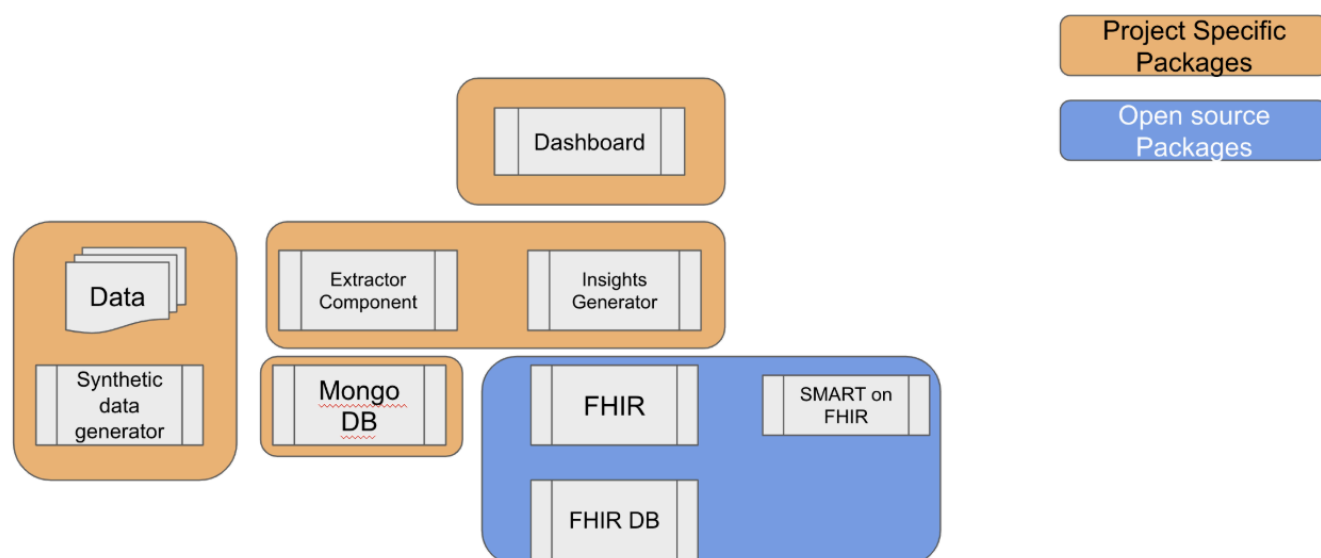 Project Specific
Packages
Open source
Packages
Dashboard
Data
Synthetic
data
generator
Extractor
Component
Insights
Generator
Mongo
DB
FHIR
SMART on
FHIR
FHIR DB